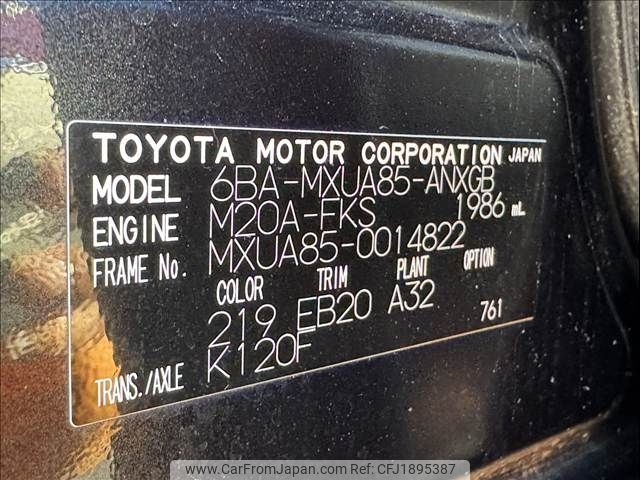 TOYOTA MOTOR CORPORATION JAPAN
MODEL 6BA-MXUA85-ANXGB
ENGINE M20A-FKS 1986 mL
FRAME No. MXUA85-0014822
COLOR TRIM PLANT OPTION
219 EB20 A32 761
TRANS./AXLE K120F
www.CarFromJapan.com - CFJ1895387